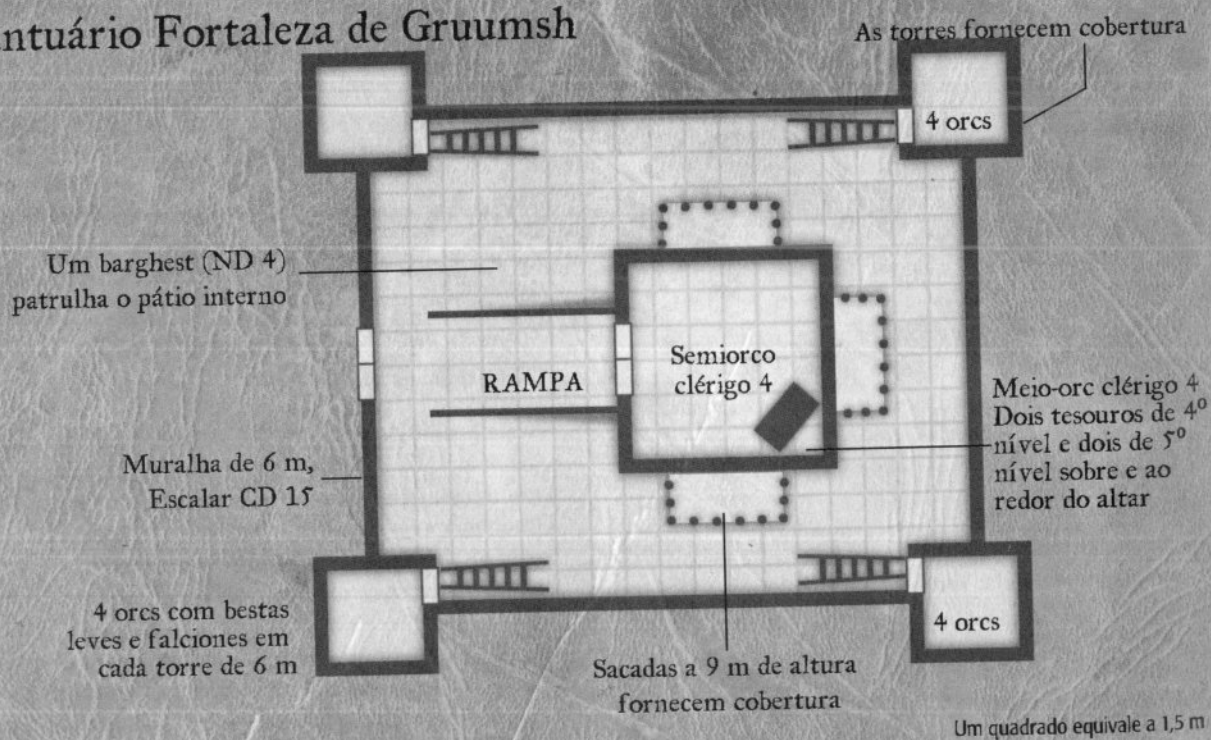 ntuário Fortaleza de Gruumsh
As torres fornecem cobertura
4 orcs
Um barghest (ND 4)
patrulha o pátio interno
Semiorco
clérigo 4
RAMPA
Meio-orc clérigo 4
Dois tesouros de 4º
nível e dois de 5º
nível sobre e ao
redor do altar
Muralha de 6 m,
Escalar CD 15
4 orcs com bestas
leves e falciones em
cada torre de 6 m
4 orcs
Sacadas a 9 m de altura
fornecem cobertura
Um quadrado equivale a 1,5 m